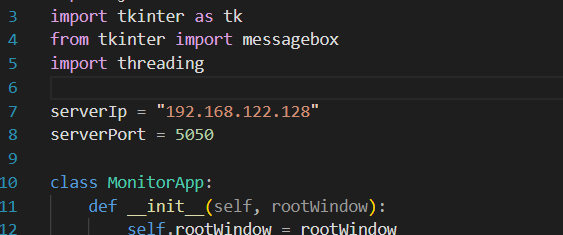 3 import tkinter as tk
4 from tkinter import messagebox
5 import threading
6
7 serverIp = "192.168.122.128"
8 serverPort = 5050
9
10 class MonitorApp:
11     def __init__(self, rootWindow):
12         self.rootWindow = rootWindow